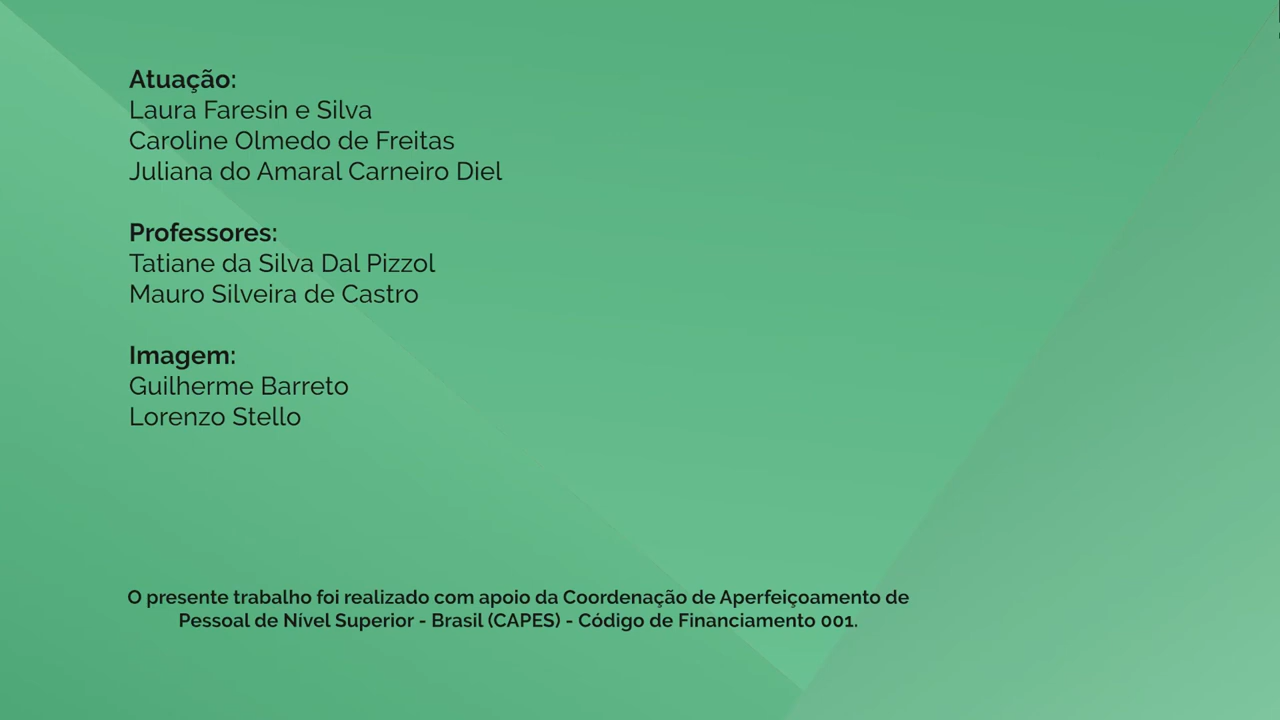 Atuação:
Laura Faresin e Silva
Caroline Olmedo de Freitas
Juliana do Amaral Carneiro Diel
Professores:
Tatiane da Silva Dal Pizzol
Mauro Silveira de Castro
Imagem:
Guilherme Barreto
Lorenzo Stello
O presente trabalho foi realizado com apoio da Coordenação de Aperfeiçoamento de
Pessoal de Nível Superior - Brasil (CAPES) - Código de Financiamento 001.